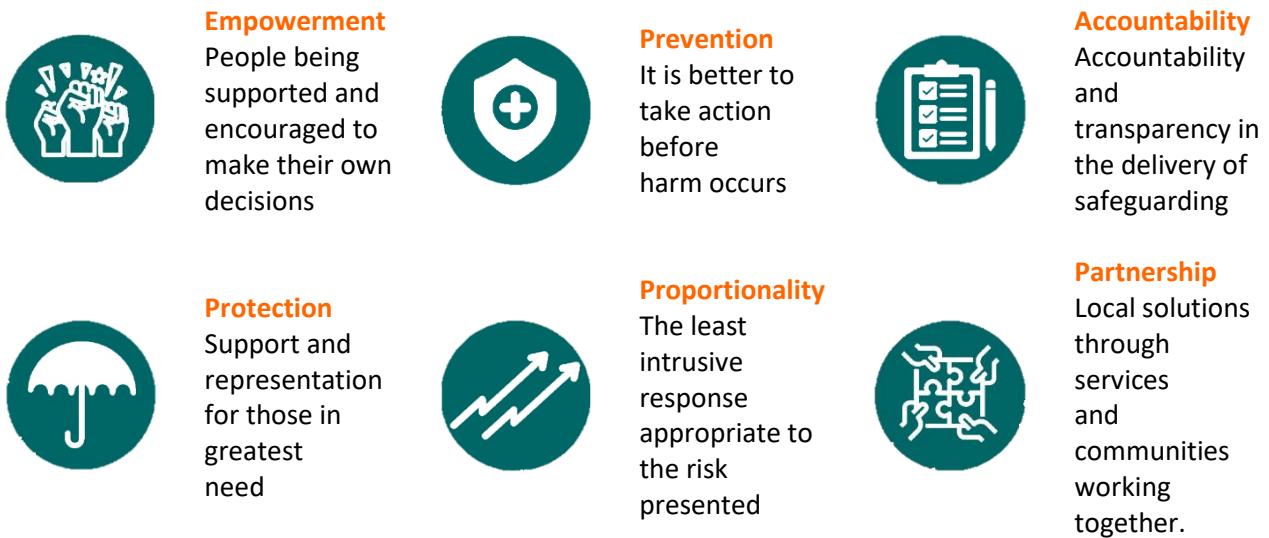 Empowerment
People being
supported and
encouraged to
make their own
decisions
Prevention
It is better to
take action
before
harm occurs
Accountability
Accountability
and
transparency in
the delivery of
safeguarding
Protection
Support and
representation
for those in
greatest
need
Proportionality
The least
intrusive
response
appropriate to
the risk
presented
Partnership
Local solutions
through
services
and
communities
working
together.